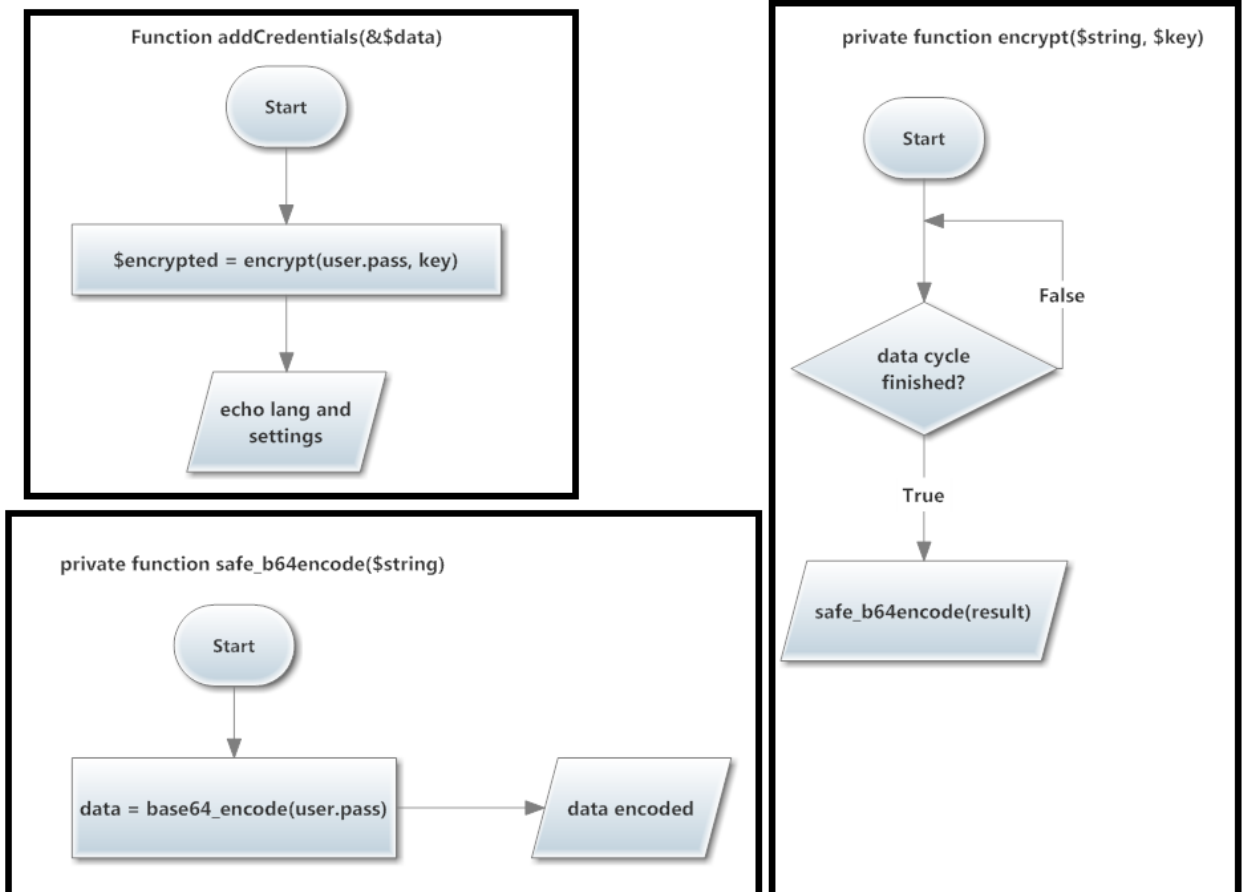 Function addCredentials(&$data)
Start
$encrypted = encrypt(user.pass, key)
echo lang and
settings
private function safe_b64encode($string)
Start
data = base64_encode(user.pass)
data encoded
private function encrypt($string, $key)
Start
False
data cycle
finished?
True
safe_b64encode(result)